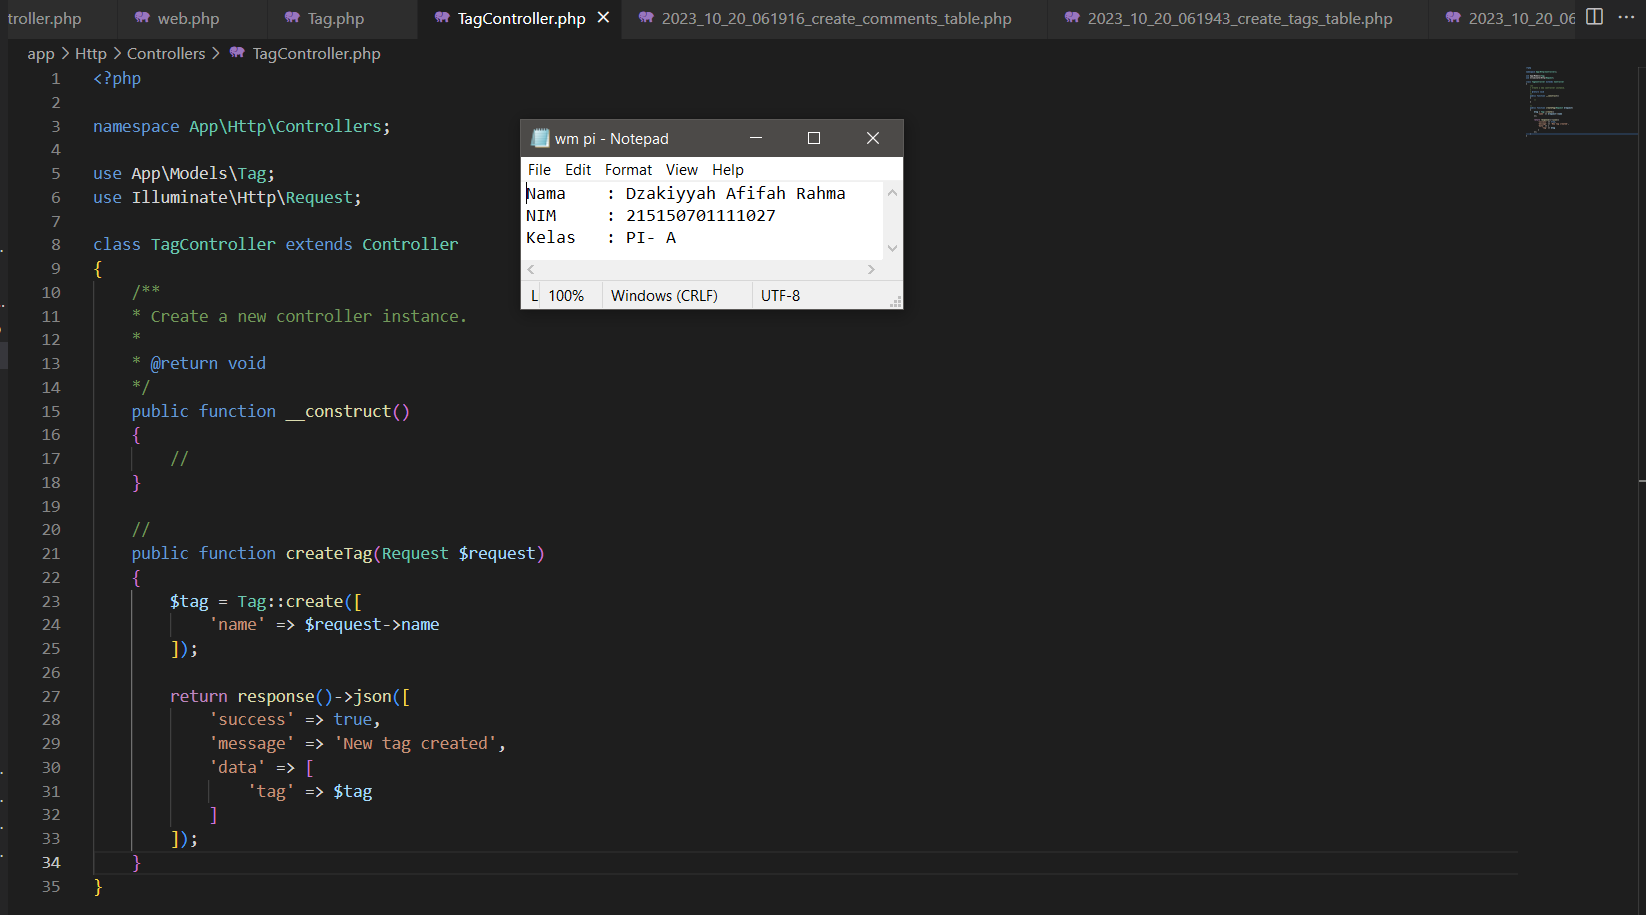 troller.php web.php Tag.php TagController.php 2023_10_20_061916_create_comments_table.php 2023_10_20_061943_create_tags_table.php 2023_10_20_06
app > Http > Controllers > TagController.php
1 <?php
2
3 namespace App\Http\Controllers;
4
5 use App\Models\Tag;
6 use Illuminate\Http\Request;
7
8 class TagController extends Controller
9 {
10 /**
11 * Create a new controller instance.
12 *
13 * @return void
14 */
15 public function __construct()
16 {
17 //
18 }
19
20 //
21 public function createTag(Request $request)
22 {
23 $tag = Tag::create([
24 'name' => $request->name
25 ]);
26
27 return response()->json([
28 'success' => true,
29 'message' => 'New tag created',
30 'data' => [
31 'tag' => $tag
32 ]
33 ]);
34 }
35 }
wm pi - Notepad
File Edit Format View Help
Nama : Dzakiyyah Afifah Rahma
NIM : 215150701111027
Kelas : PI- A
L 100% Windows (CRLF) UTF-8